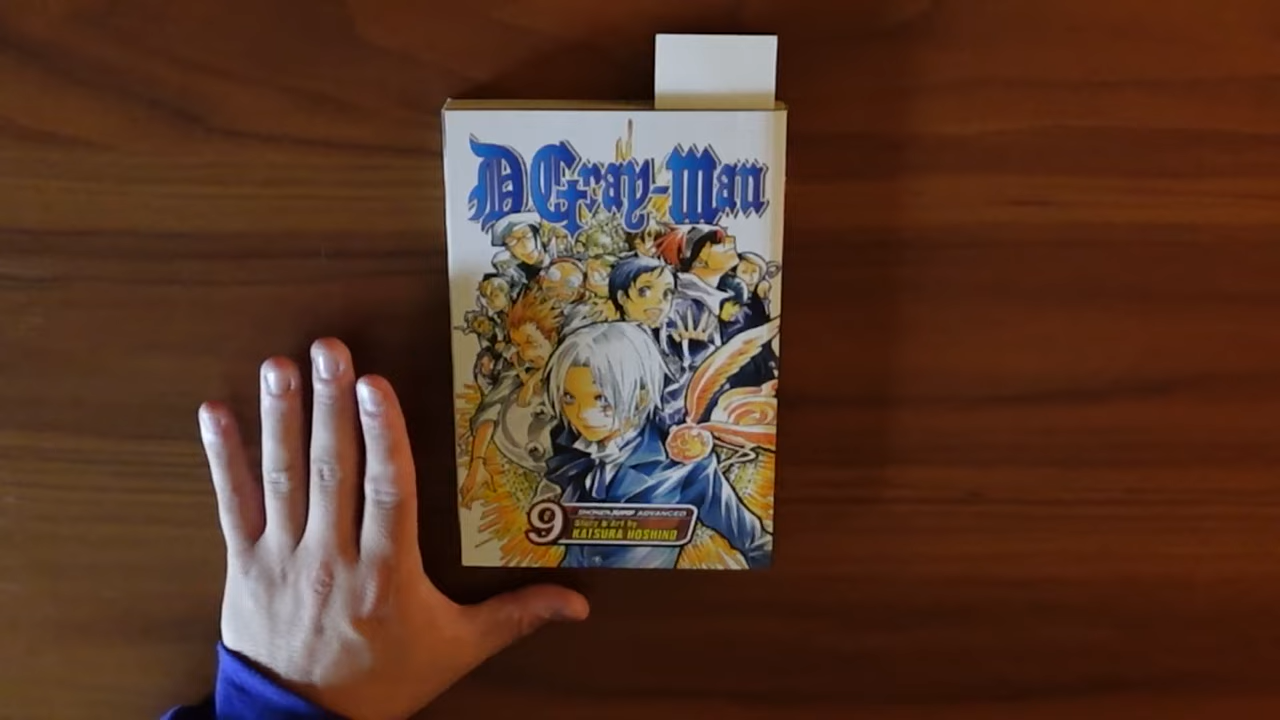 D Gray-Man
9
SHONEN JUMP ADVANCED
Story & Art by
KATSURA HOSHINO